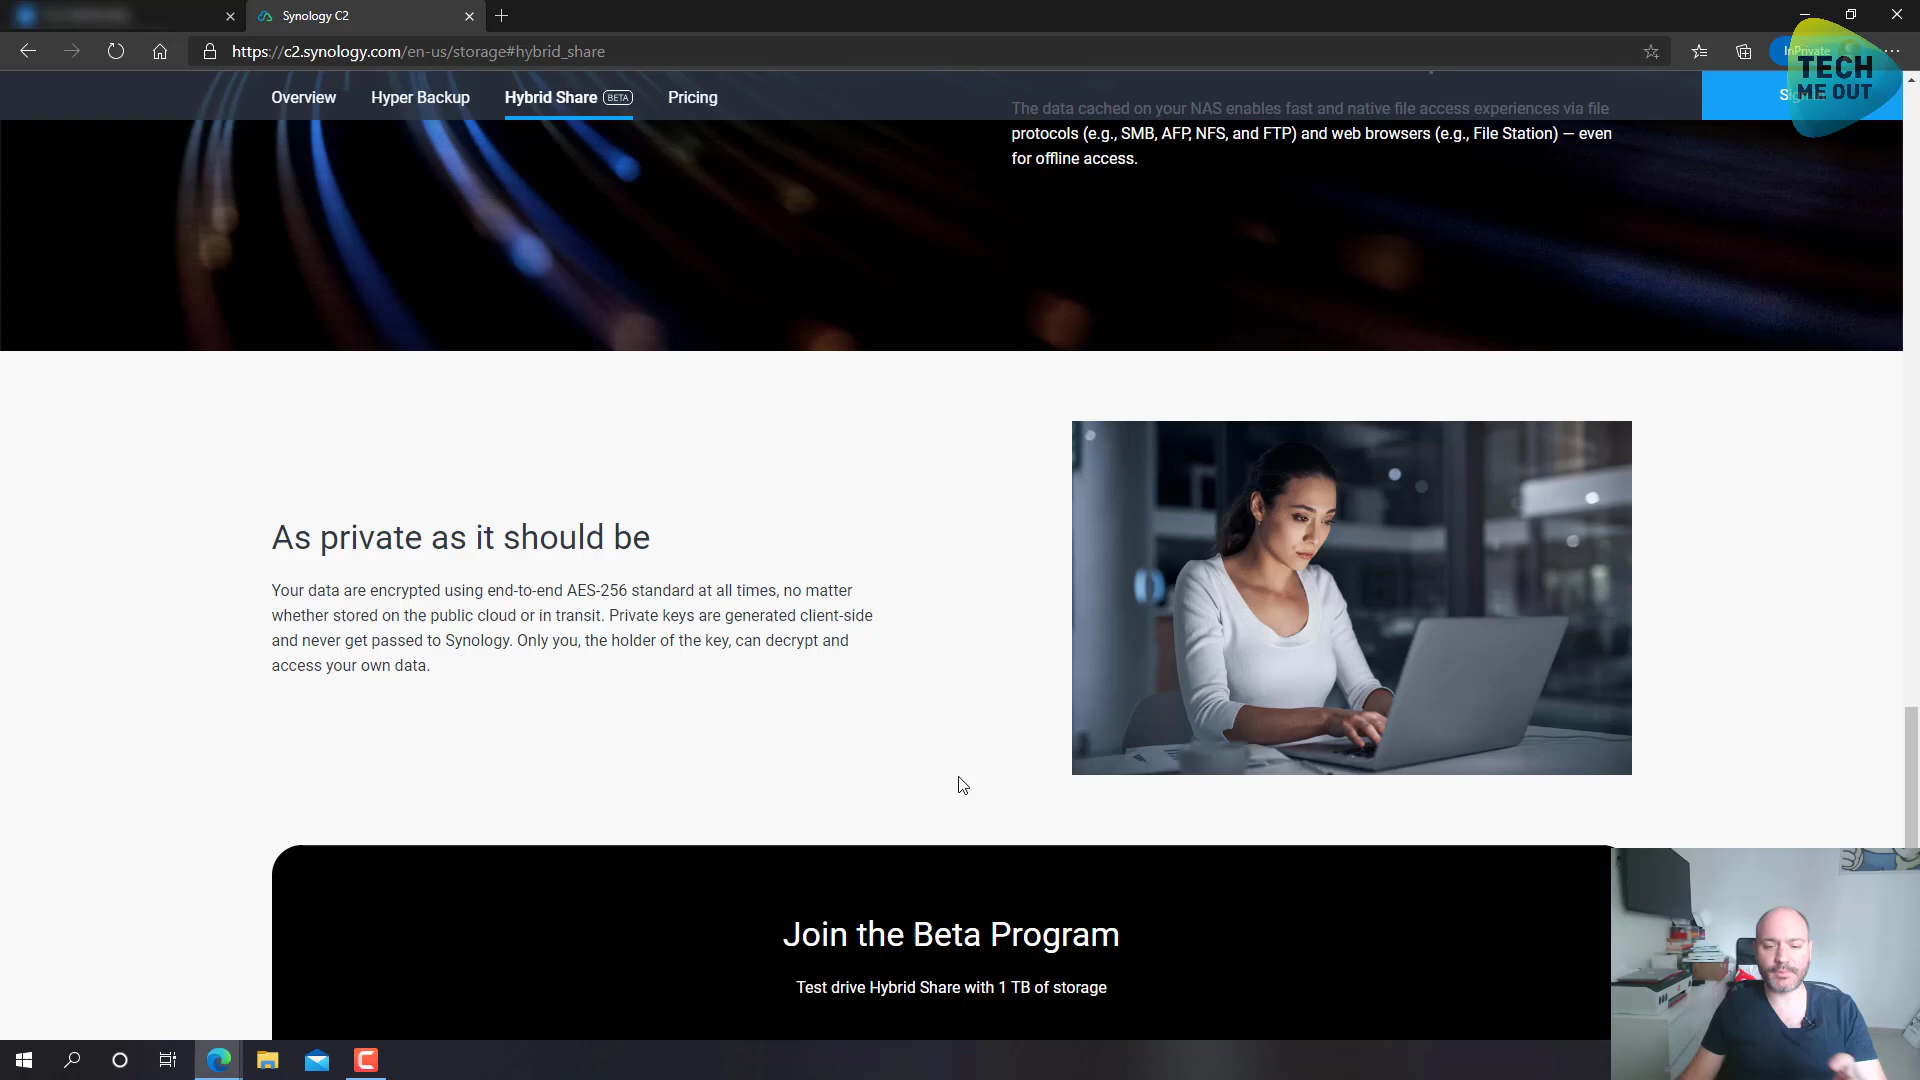 Synology C2
https://c2.synology.com/en-us/storage#hybrid_share
InPrivate
TECH
ME OUT
Overview
Hyper Backup
Hybrid Share BETA
Pricing
The data cached on your NAS enables fast and native file access experiences via file
protocols (e.g., SMB, AFP, NFS, and FTP) and web browsers (e.g., File Station) — even
for offline access.
As private as it should be
Your data are encrypted using end-to-end AES-256 standard at all times, no matter
whether stored on the public cloud or in transit. Private keys are generated client-side
and never get passed to Synology. Only you, the holder of the key, can decrypt and
access your own data.
Join the Beta Program
Test drive Hybrid Share with 1 TB of storage